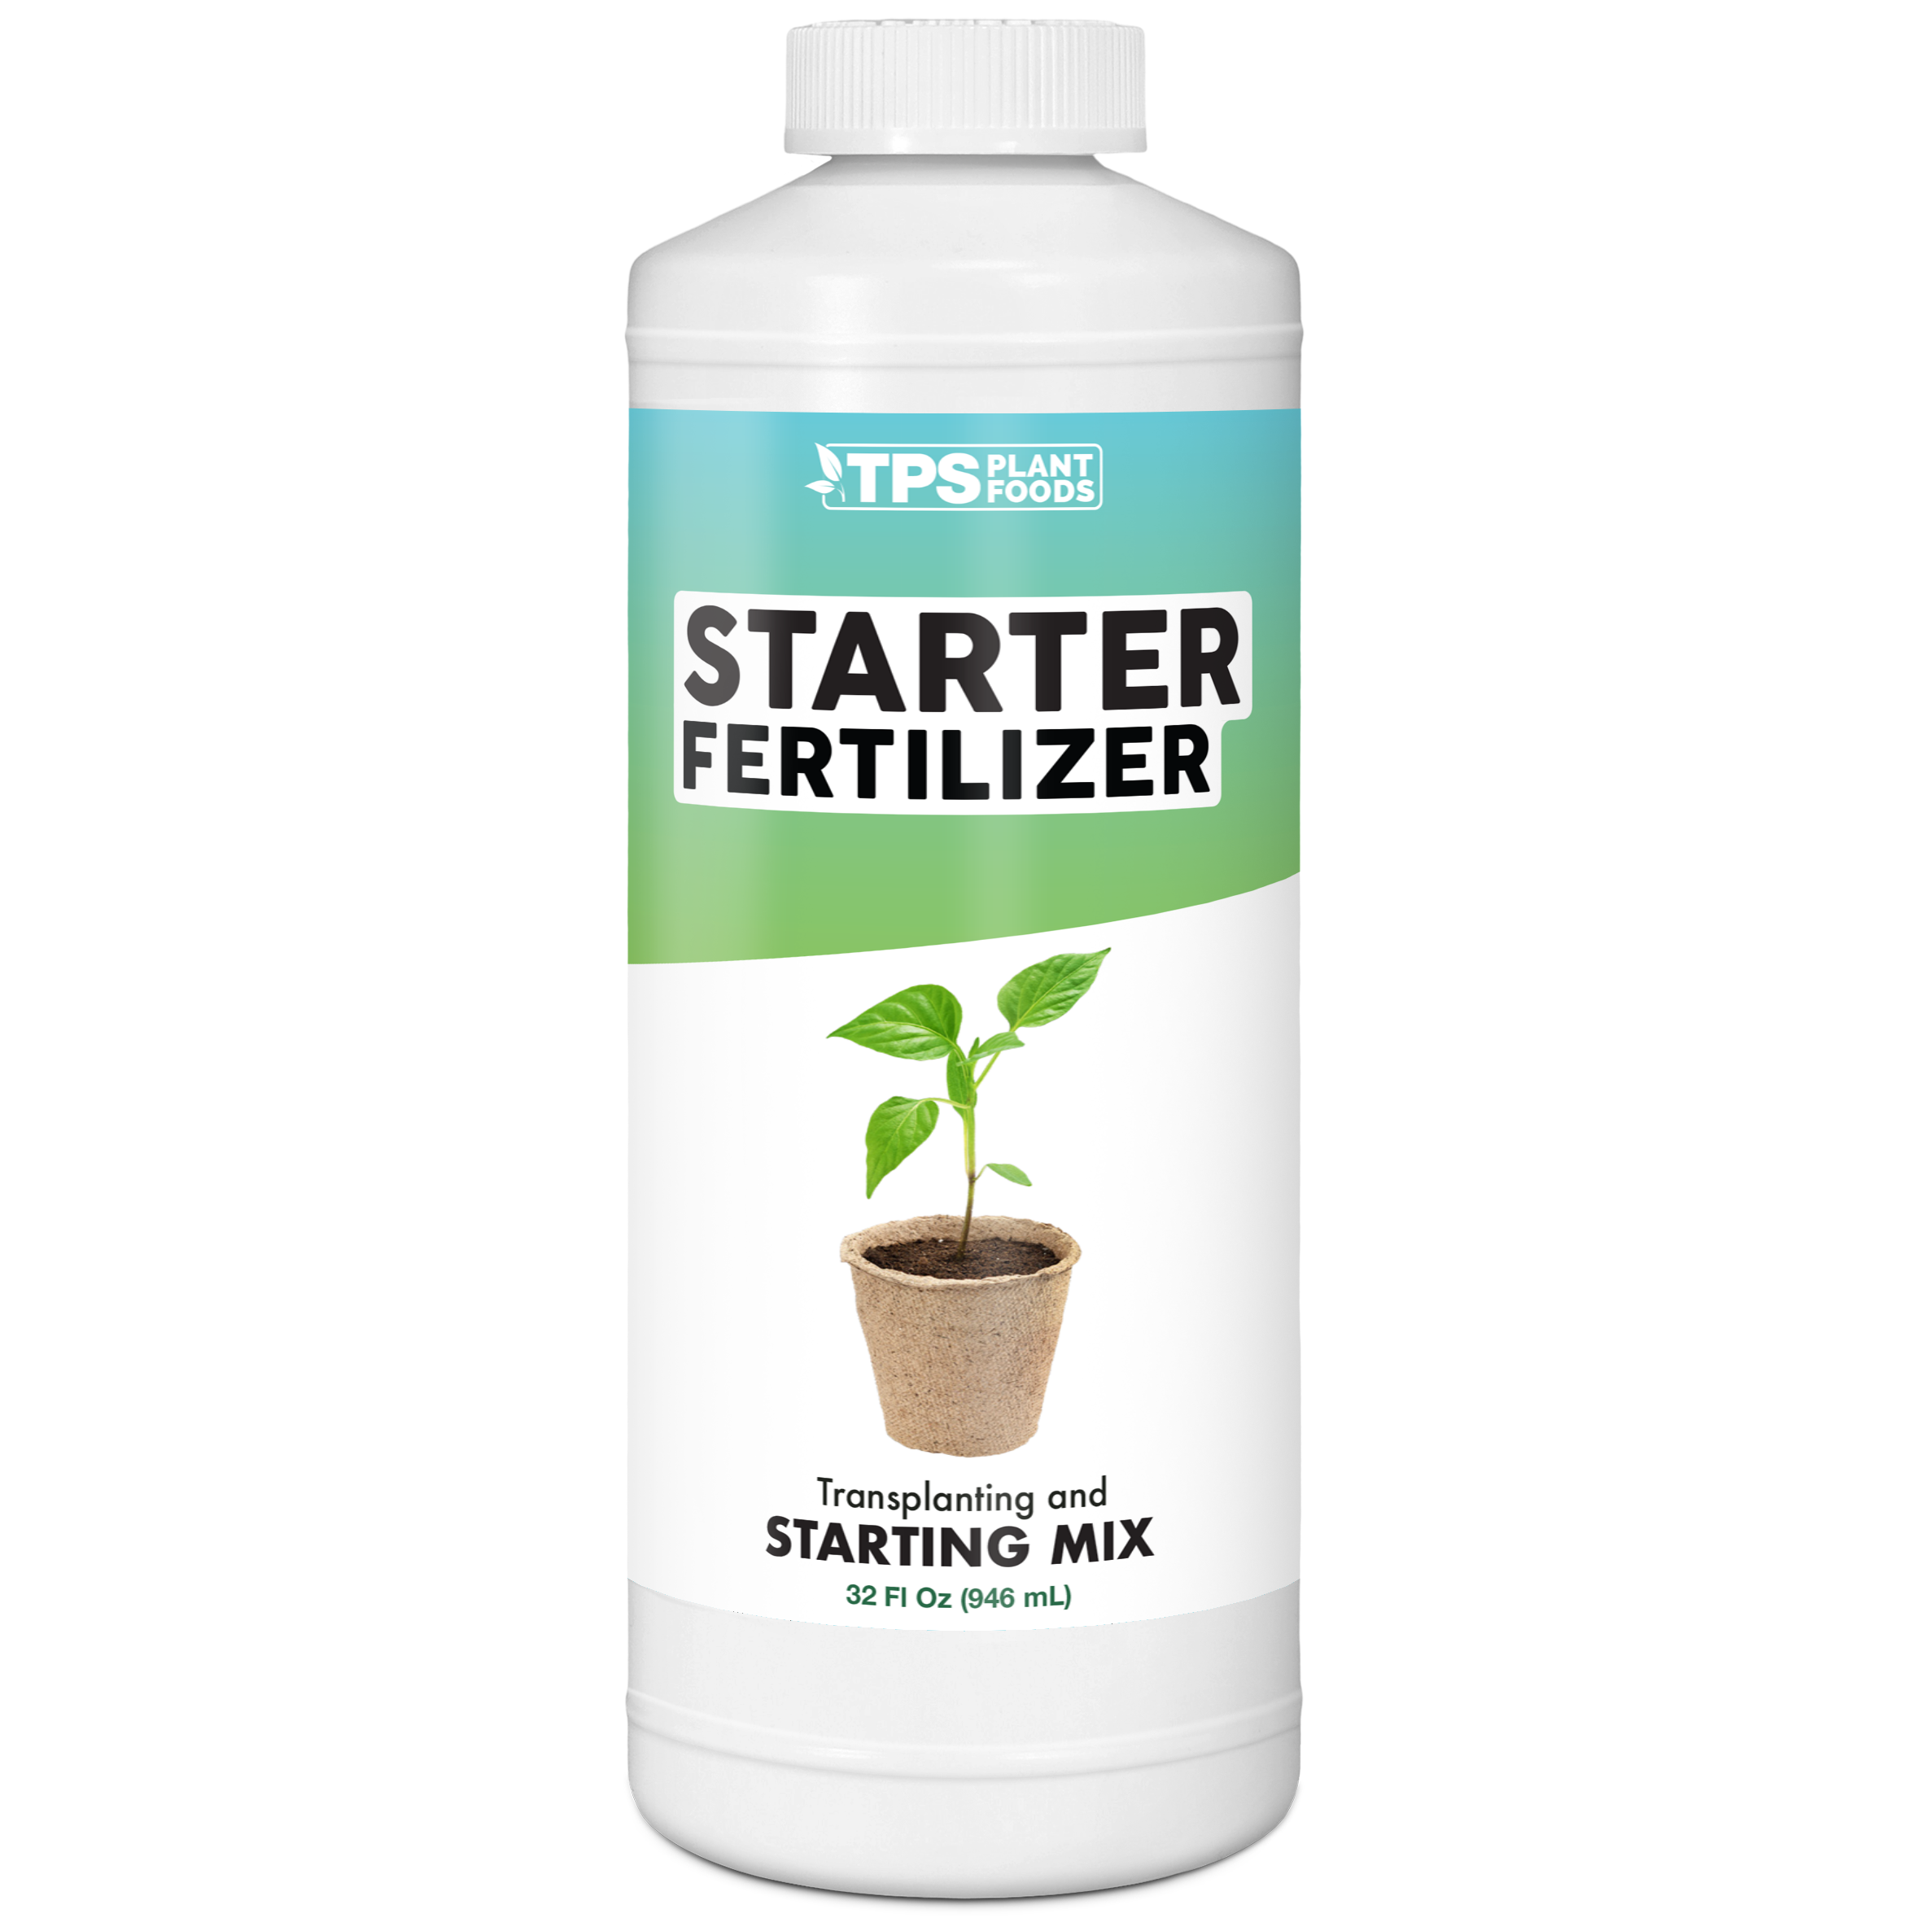 TPS PLANT FOODS
STARTER
FERTILIZER
Transplanting and
STARTING MIX
32 Fl Oz (946 mL)